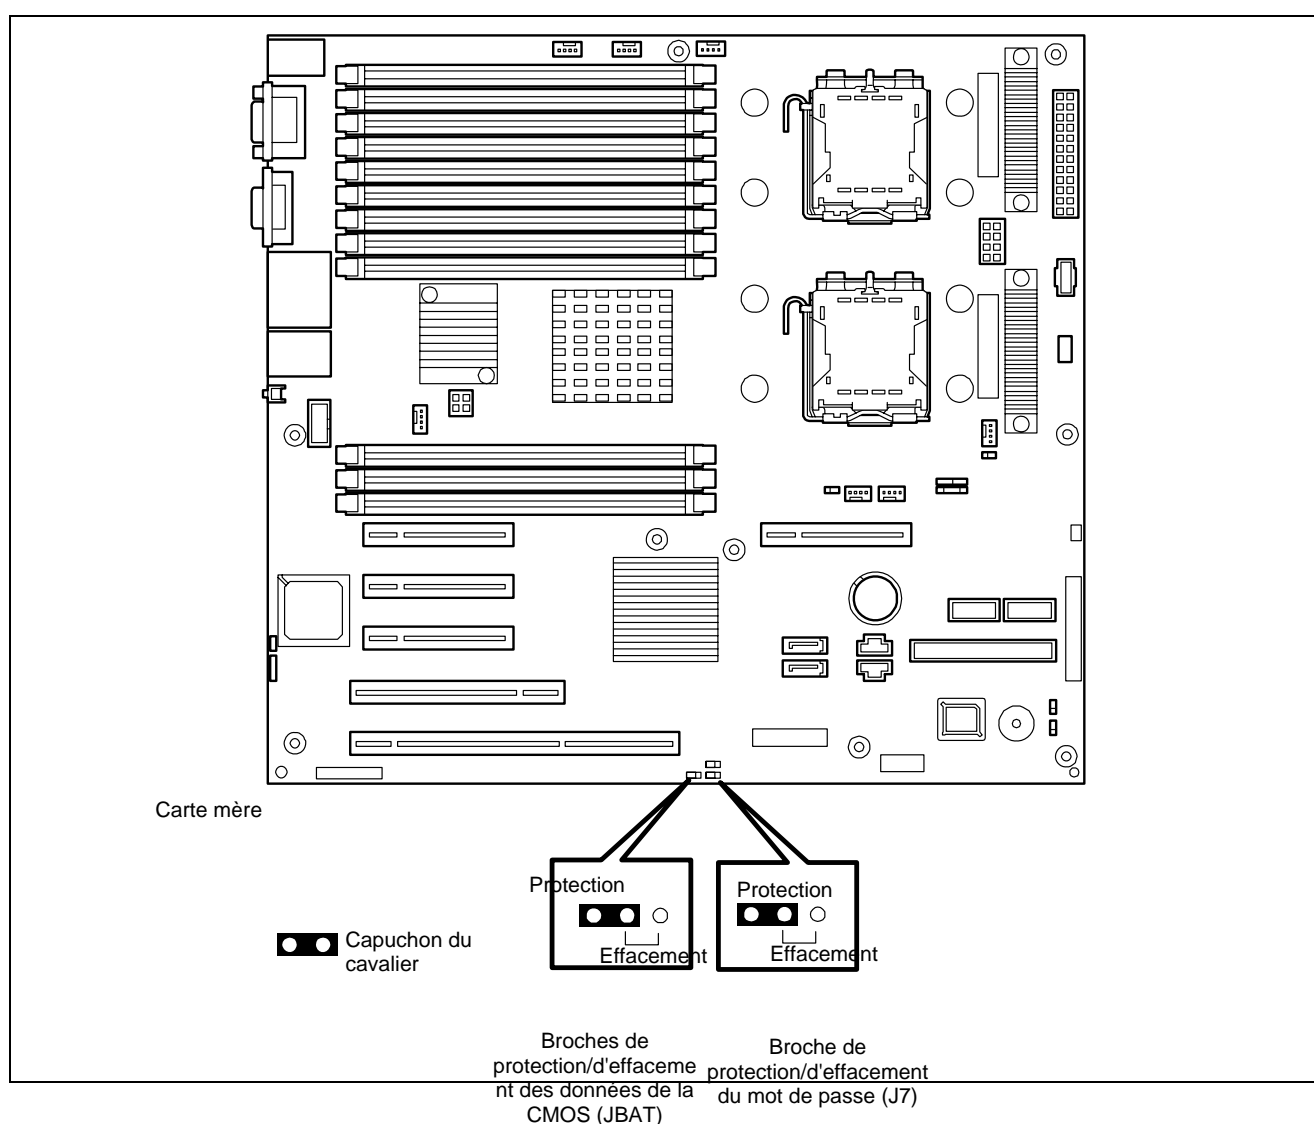 Carte mère
Protection
Effacement
Protection
Effacement
Capuchon du
cavalier
Broches de
protection/d'effaceme
nt des données de la
CMOS (JBAT)
Broche de
protection/d'effacement
du mot de passe (J7)